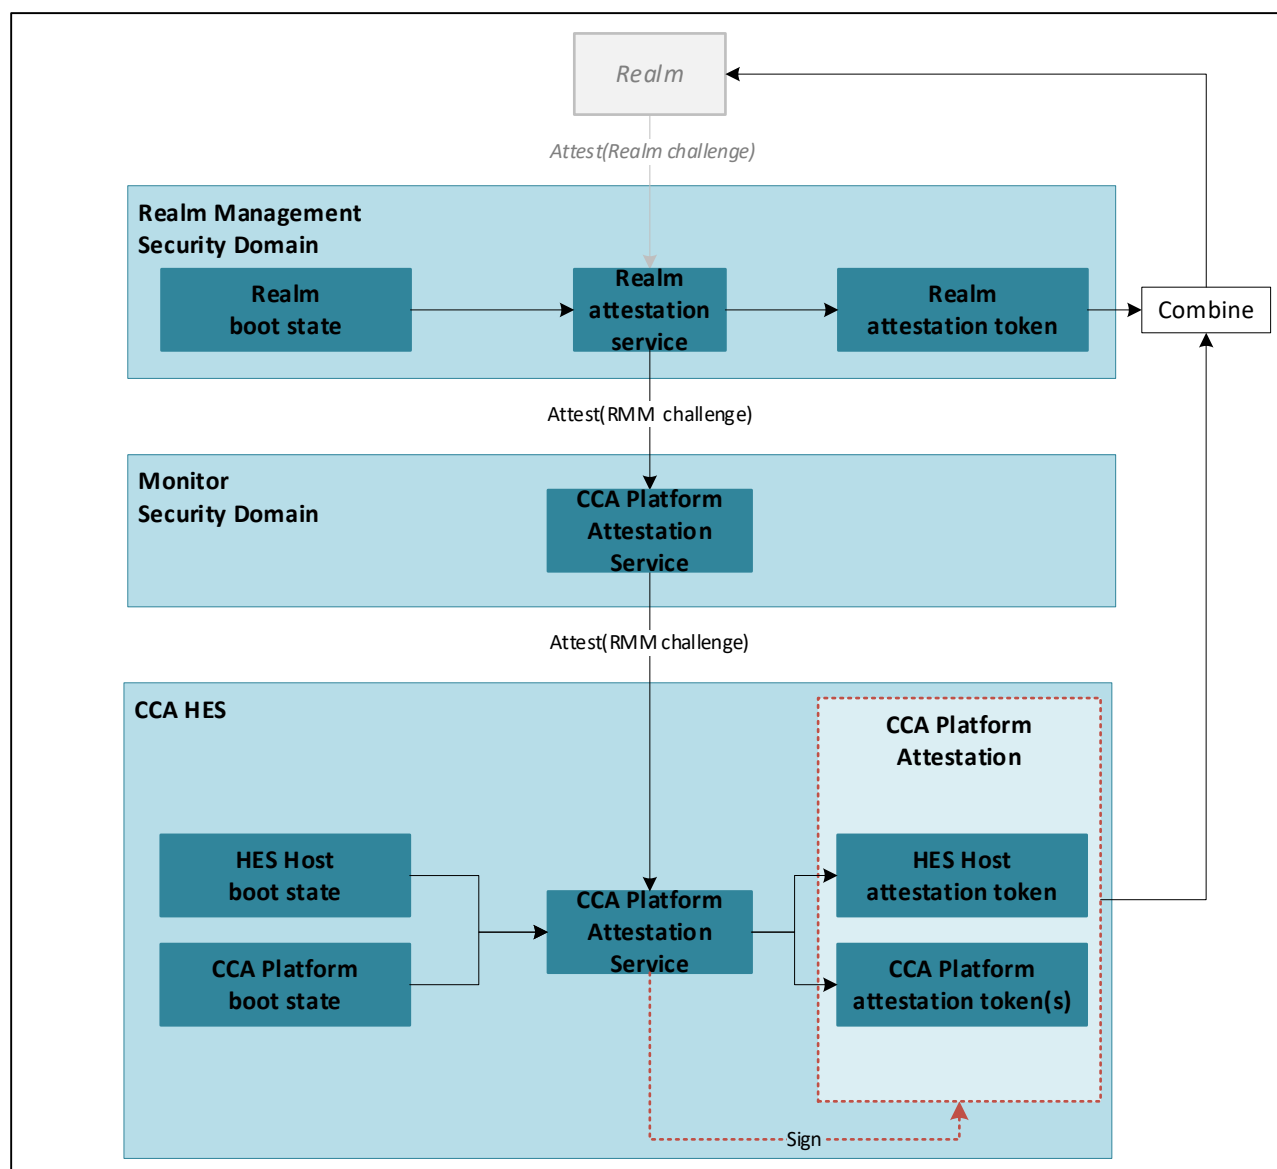 Realm
Attest(Realm challenge)
Realm Management
Security Domain
Realm
boot state
Realm
attestation
service
Realm
attestation token
Combine
Attest(RMM challenge)
Monitor
Security Domain
CCA Platform
Attestation
Service
Attest(RMM challenge)
CCA HES
CCA Platform
Attestation
HES Host
boot state
HES Host
attestation token
CCA Platform
Attestation
Service
CCA Platform
boot state
CCA Platform
attestation token(s)
Sign